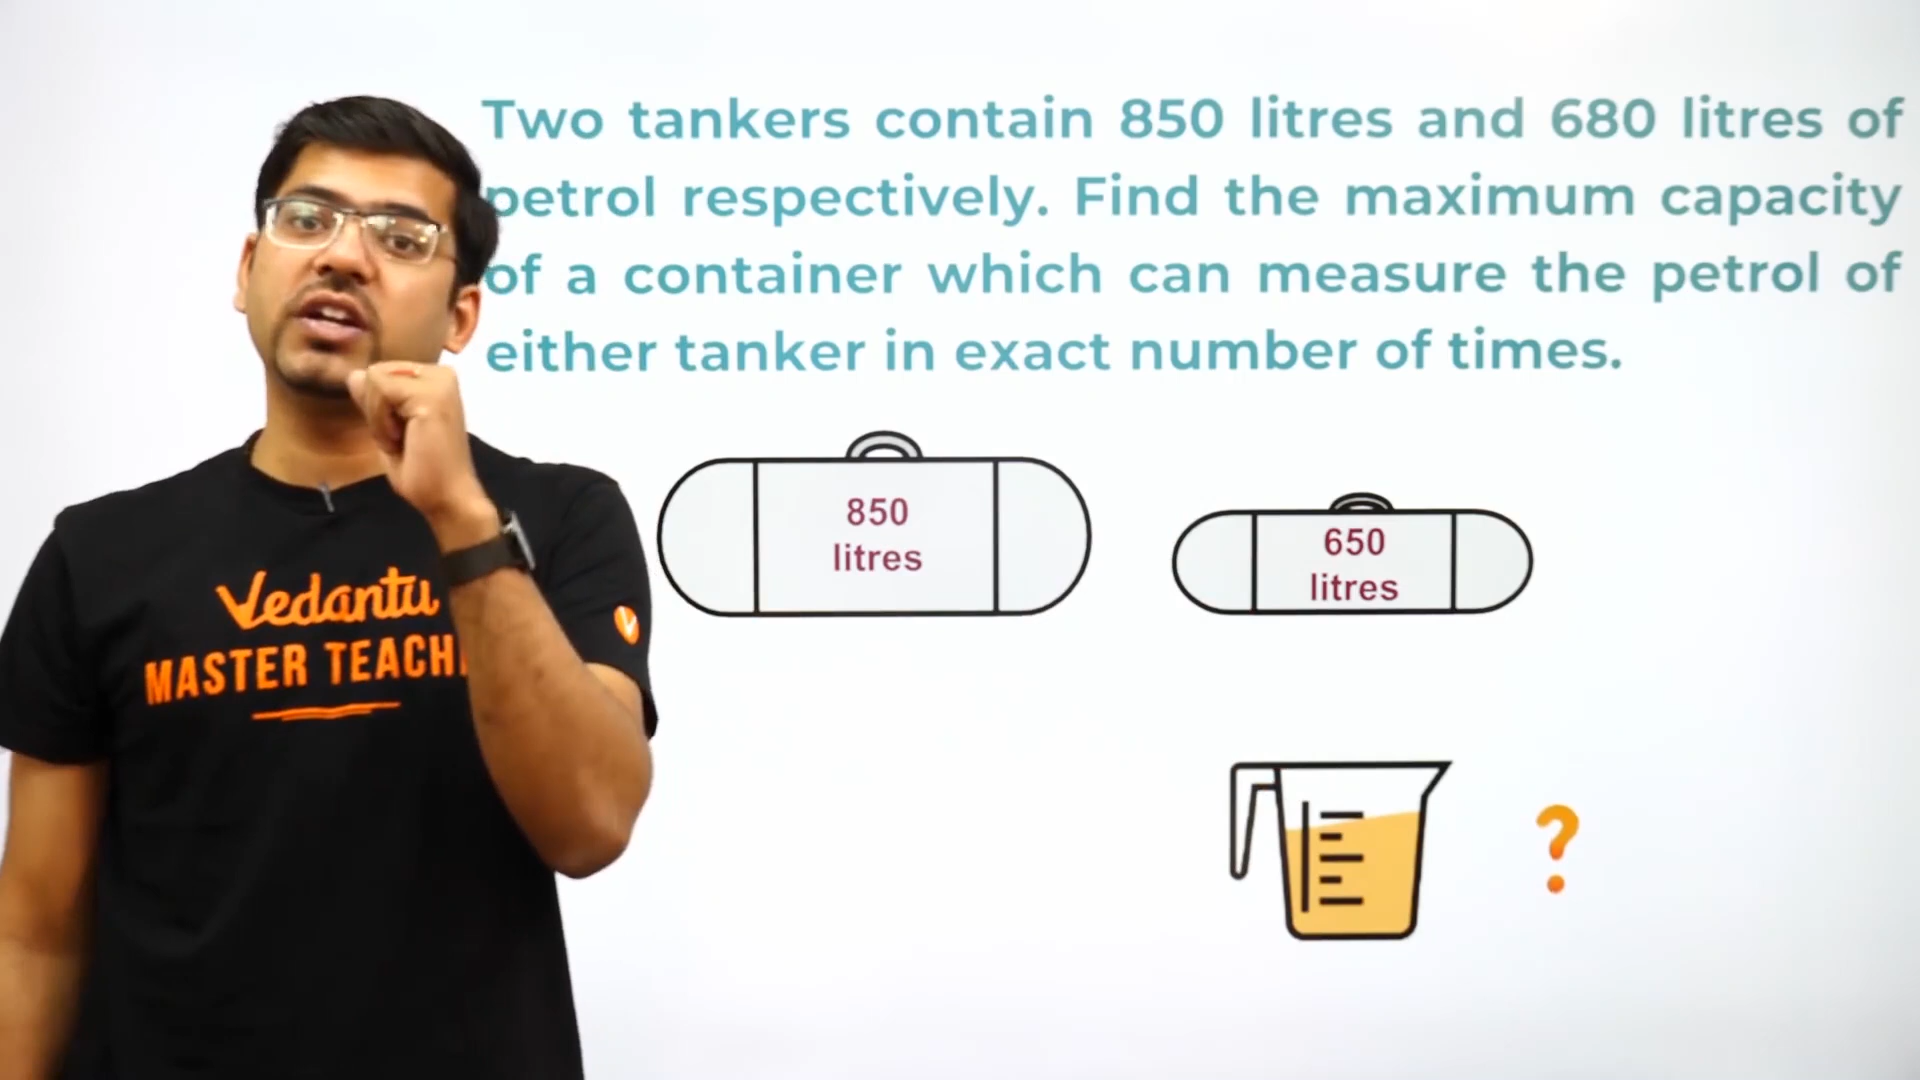 Two tankers contain 850 litres and 680 litres of
petrol respectively. Find the maximum capacity
of a container which can measure the petrol of
either tanker in exact number of times.
850
litres
650
litres
Vedantu
MASTER TEACH